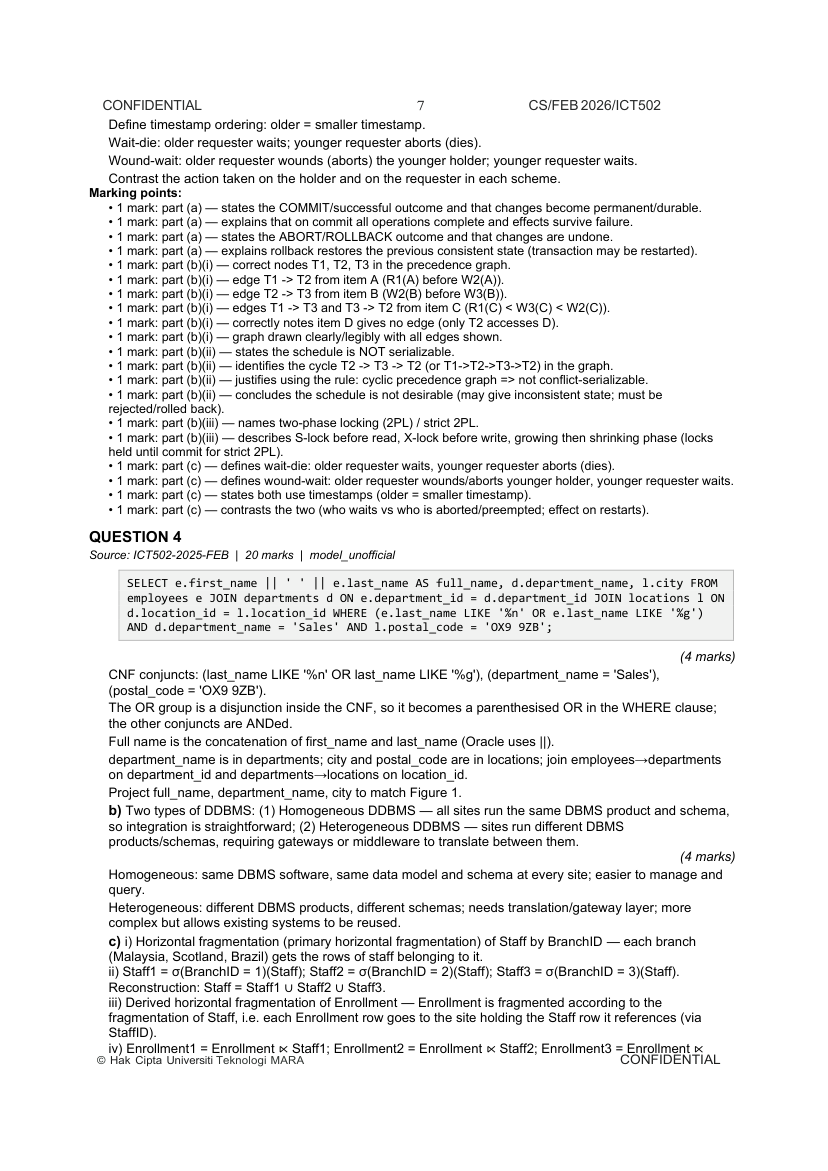 CONFIDENTIAL 7 CS/FEB 2026/ICT502
Define timestamp ordering: older = smaller timestamp.
Wait-die: older requester waits; younger requester aborts (dies).
Wound-wait: older requester wounds (aborts) the younger holder; younger requester waits.
Contrast the action taken on the holder and on the requester in each scheme.
Marking points:
• 1 mark: part (a) — states the COMMIT/successful outcome and that changes become permanent/durable.
• 1 mark: part (a) — explains that on commit all operations complete and effects survive failure.
• 1 mark: part (a) — states the ABORT/ROLLBACK outcome and that changes are undone.
• 1 mark: part (a) — explains rollback restores the previous consistent state (transaction may be restarted).
• 1 mark: part (b)(i) — correct nodes T1, T2, T3 in the precedence graph.
• 1 mark: part (b)(i) — edge T1 -> T2 from item A (R1(A) before W2(A)).
• 1 mark: part (b)(i) — edge T2 -> T3 from item B (W2(B) before W3(B)).
• 1 mark: part (b)(i) — edges T1 -> T3 and T3 -> T2 from item C (R1(C) < W3(C) < W2(C)).
• 1 mark: part (b)(i) — correctly notes item D gives no edge (only T2 accesses D).
• 1 mark: part (b)(i) — graph drawn clearly/legibly with all edges shown.
• 1 mark: part (b)(ii) — states the schedule is NOT serializable.
• 1 mark: part (b)(ii) — identifies the cycle T2 -> T3 -> T2 (or T1->T2->T3->T2) in the graph.
• 1 mark: part (b)(ii) — justifies using the rule: cyclic precedence graph => not conflict-serializable.
• 1 mark: part (b)(ii) — concludes the schedule is not desirable (may give inconsistent state; must be
rejected/rolled back).
• 1 mark: part (b)(iii) — names two-phase locking (2PL) / strict 2PL.
• 1 mark: part (b)(iii) — describes S-lock before read, X-lock before write, growing then shrinking phase (locks
held until commit for strict 2PL).
• 1 mark: part (c) — defines wait-die: older requester waits, younger requester aborts (dies).
• 1 mark: part (c) — defines wound-wait: older requester wounds/aborts younger holder, younger requester waits.
• 1 mark: part (c) — states both use timestamps (older = smaller timestamp).
• 1 mark: part (c) — contrasts the two (who waits vs who is aborted/preempted; effect on restarts).
QUESTION 4
Source: ICT502-2025-FEB | 20 marks | model_unofficial
SELECT e.first_name || ' ' || e.last_name AS full_name, d.department_name, l.city FROM
employees e JOIN departments d ON e.department_id = d.department_id JOIN locations l ON
d.location_id = l.location_id WHERE (e.last_name LIKE '%n' OR e.last_name LIKE '%g')
AND d.department_name = 'Sales' AND l.postal_code = 'OX9 9ZB';
(4 marks)
CNF conjuncts: (last_name LIKE '%n' OR last_name LIKE '%g'), (department_name = 'Sales'),
(postal_code = 'OX9 9ZB').
The OR group is a disjunction inside the CNF, so it becomes a parenthesised OR in the WHERE clause;
the other conjuncts are ANDed.
Full name is the concatenation of first_name and last_name (Oracle uses ||).
department_name is in departments; city and postal_code are in locations; join employees→departments
on department_id and departments→locations on location_id.
Project full_name, department_name, city to match Figure 1.
b) Two types of DDBMS: (1) Homogeneous DDBMS — all sites run the same DBMS product and schema,
so integration is straightforward; (2) Heterogeneous DDBMS — sites run different DBMS
products/schemas, requiring gateways or middleware to translate between them.
(4 marks)
Homogeneous: same DBMS software, same data model and schema at every site; easier to manage and
query.
Heterogeneous: different DBMS products, different schemas; needs translation/gateway layer; more
complex but allows existing systems to be reused.
c) i) Horizontal fragmentation (primary horizontal fragmentation) of Staff by BranchID — each branch
(Malaysia, Scotland, Brazil) gets the rows of staff belonging to it.
ii) Staff1 = σ(BranchID = 1)(Staff); Staff2 = σ(BranchID = 2)(Staff); Staff3 = σ(BranchID = 3)(Staff).
Reconstruction: Staff = Staff1 ∪ Staff2 ∪ Staff3.
iii) Derived horizontal fragmentation of Enrollment — Enrollment is fragmented according to the
fragmentation of Staff, i.e. each Enrollment row goes to the site holding the Staff row it references (via
StaffID).
iv) Enrollment1 = Enrollment ⋉ Staff1; Enrollment2 = Enrollment ⋉ Staff2; Enrollment3 = Enrollment ⋉
© Hak Cipta Universiti Teknologi MARA CONFIDENTIAL